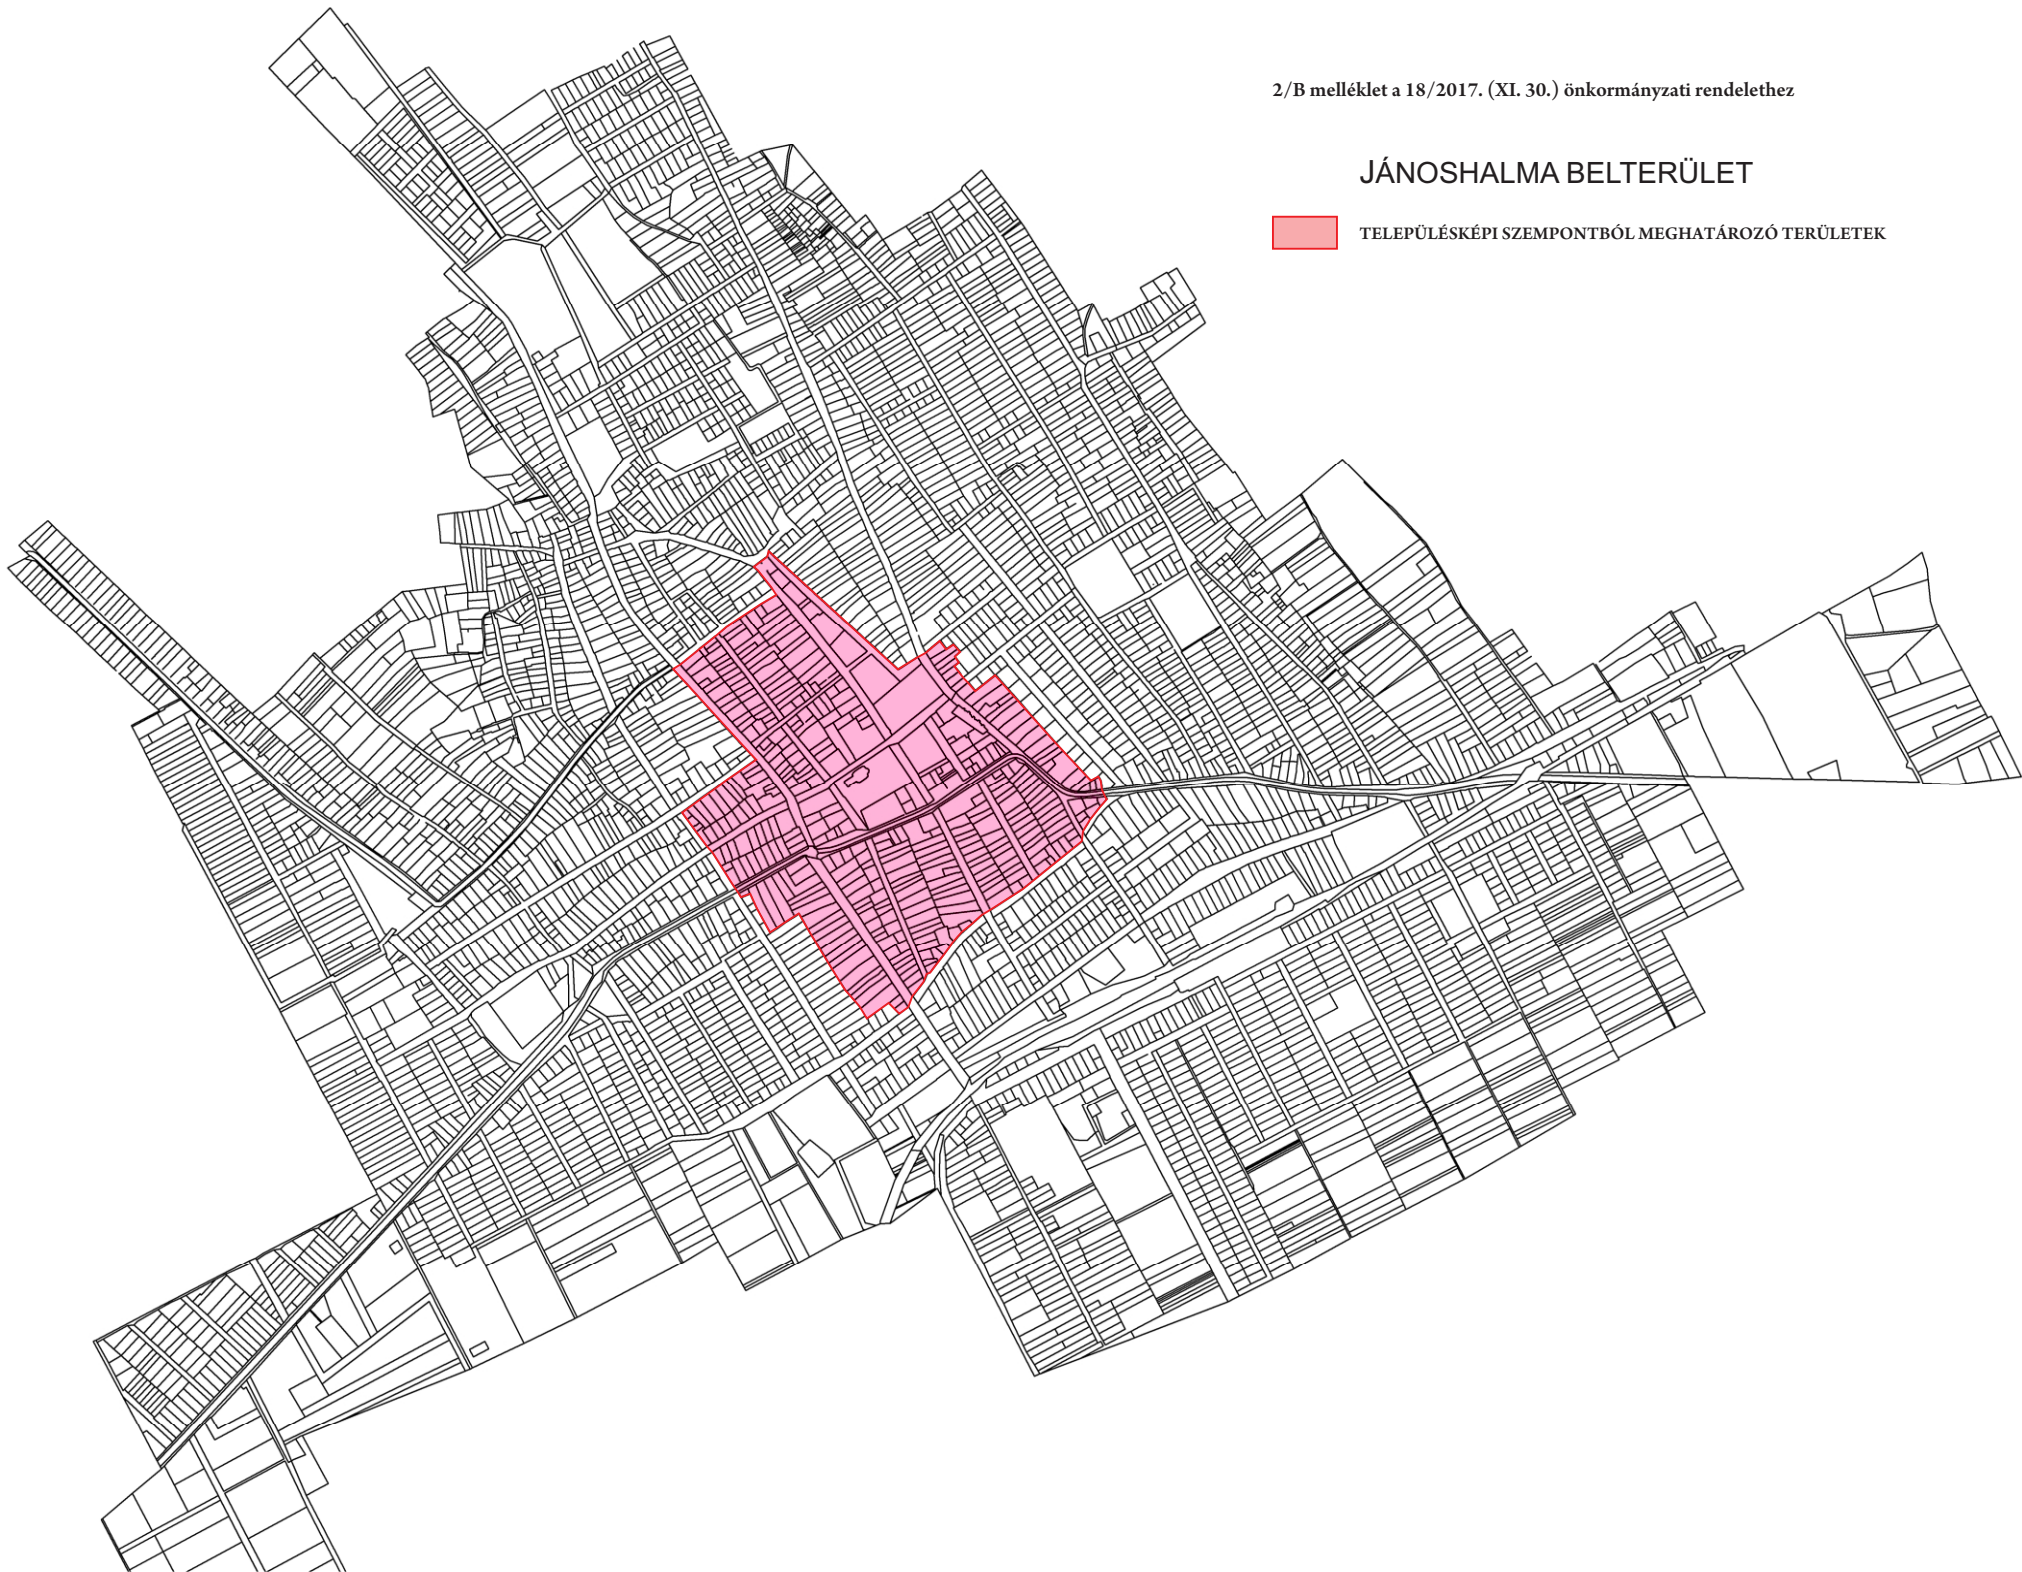 2/B melléklet a 18/2017. (XI. 30.) önkormányzati rendelethez
JÁNOSHALMA BELTERÜLET
TELEPÜLÉSKÉPI SZEMPONTBÓL MEGHATÁROZÓ TERÜLETEK